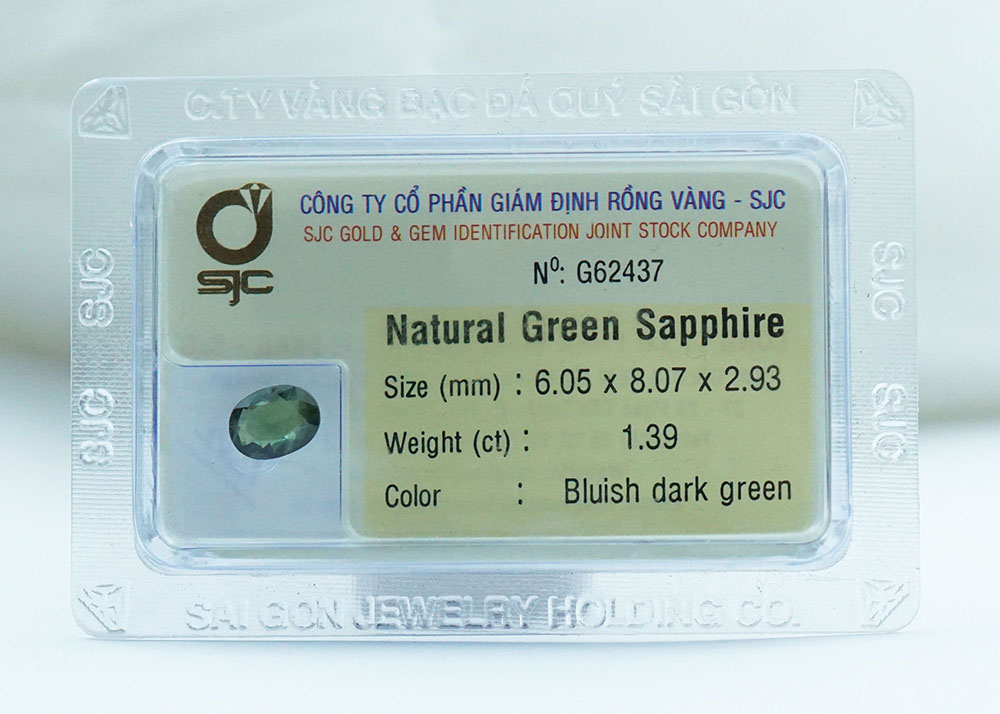 C.TY VÀNG BẠC ĐÁ QUÝ SÀI GÒN
SJC
CÔNG TY CỔ PHẦN GIÁM ĐỊNH RỒNG VÀNG - SJC
SJC GOLD & GEM IDENTIFICATION JOINT STOCK COMPANY
Nº: G62437
Natural Green Sapphire
Size (mm) : 6.05 x 8.07 x 2.93
Weight (ct) : 1.39
Color : Bluish dark green
SJC
SJC
SJC
SJC
SAI GON JEWELRY HOLDING CO.